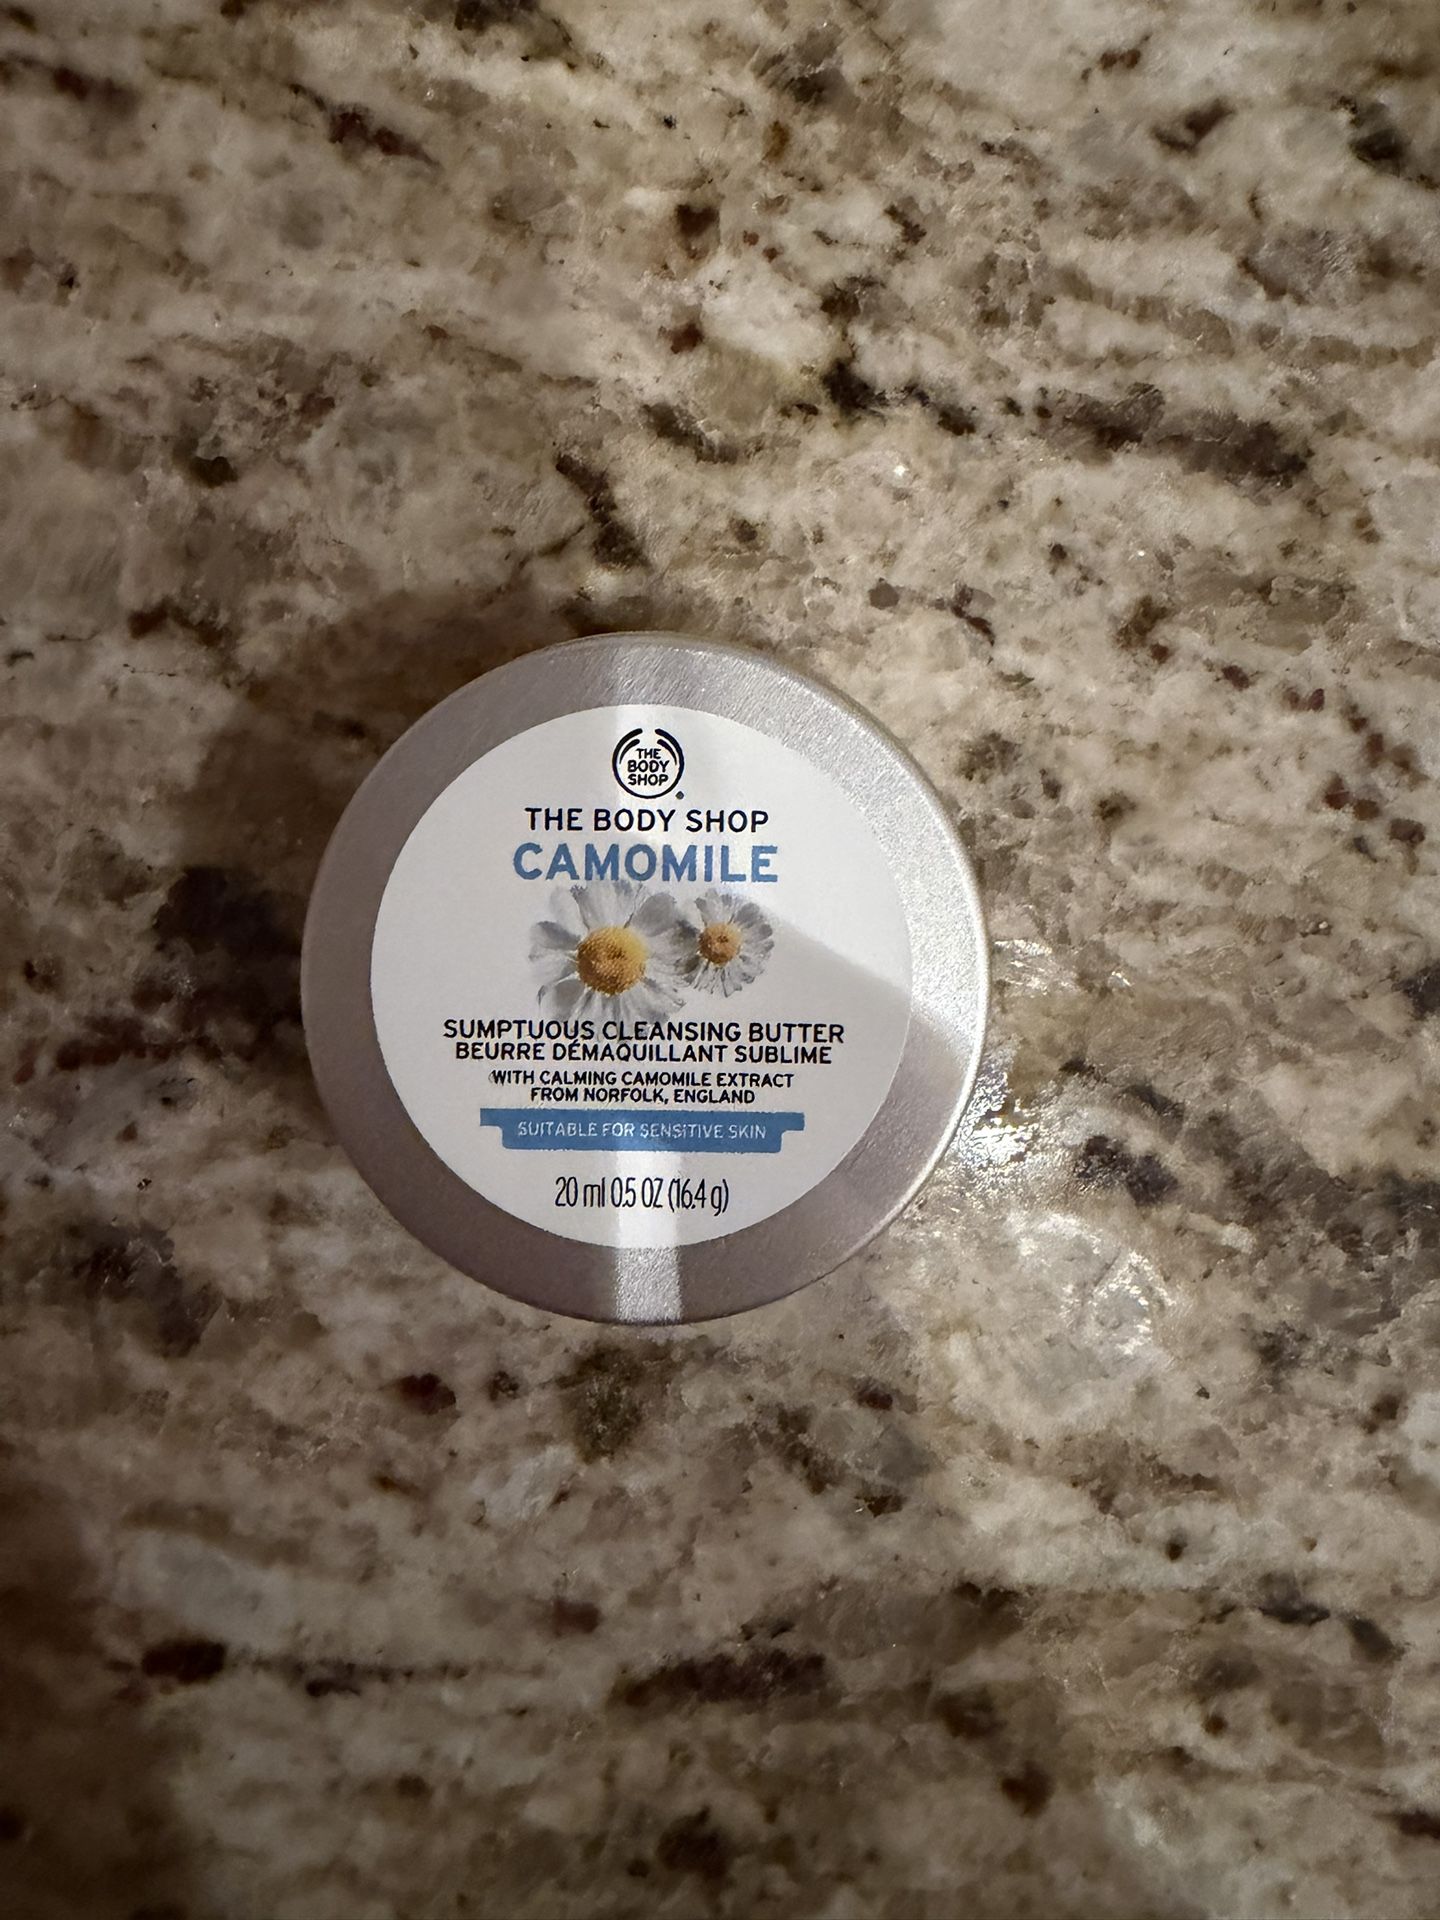 THE
BODY
SHOP
THE BODY SHOP
CAMOMILE
SUMPTUOUS CLEANSING BUTTER
BEURRE DÉMAQUILLANT SUBLIME
WITH CALMING CAMOMILE EXTRACT
FROM NORFOLK, ENGLAND
SUITABLE FOR SENSITIVE SKIN
20 ml 0.5 OZ (16.4 g)